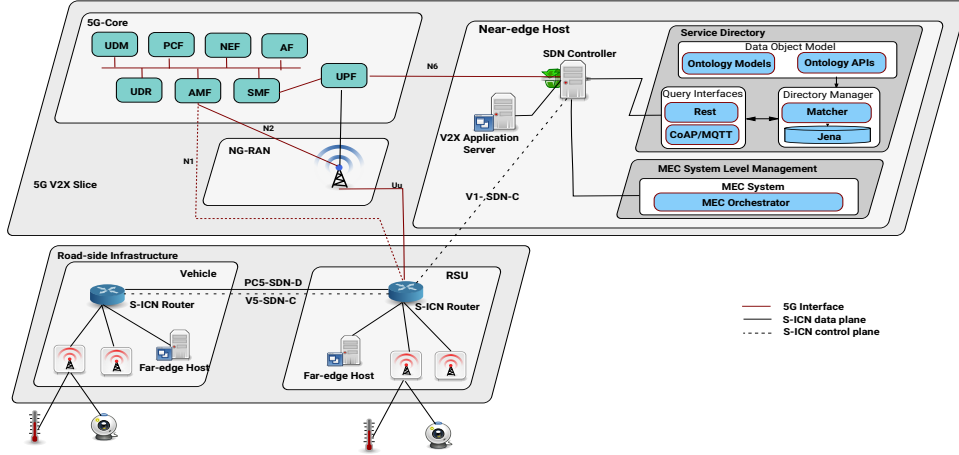 5G-Core
UDM
PCF
NEF
AF
UDR
AMF
SMF
UPF
N6
N2
N1
NG-RAN
Uu
5G V2X Slice
Near-edge Host
SDN Controller
V2X Application
Server
V1-,SDN-C
Service Directory
Data Object Model
Ontology Models
Ontology APIs
Query Interfaces
Rest
CoAP/MQTT
Directory
Manager
Matcher
Jena
MEC System Level Management
MEC System
MEC Orchestrator
Road-side Infrastructure
Vehicle
S-ICN Router
Far-edge Host
PC5-SDN-D
V5-SDN-C
RSU
S-ICN Router
Far-edge Host
5G Interface
S-ICN data plane
S-ICN control plane